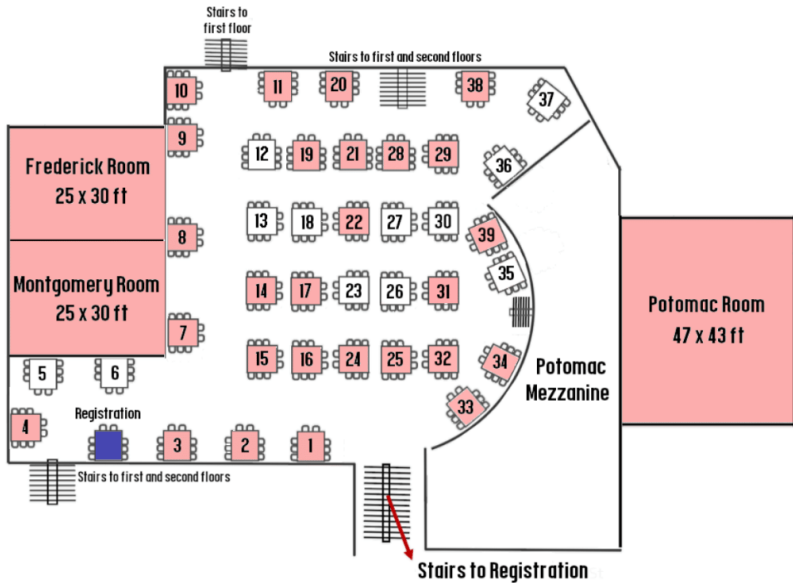 Stairs to
first floor
Stairs to first and second floors
10
11
20
38
37
9
12
19
21
28
29
36
Frederick Room
25 x 30 ft
8
13
18
22
27
30
39
35
Montgomery Room
25 x 30 ft
14
17
23
26
31
7
Potomac Room
47 x 43 ft
15
16
24
25
32
34
Potomac
Mezzanine
5
6
33
Registration
4
3
2
1
Stairs to first and second floors
Stairs to Registration